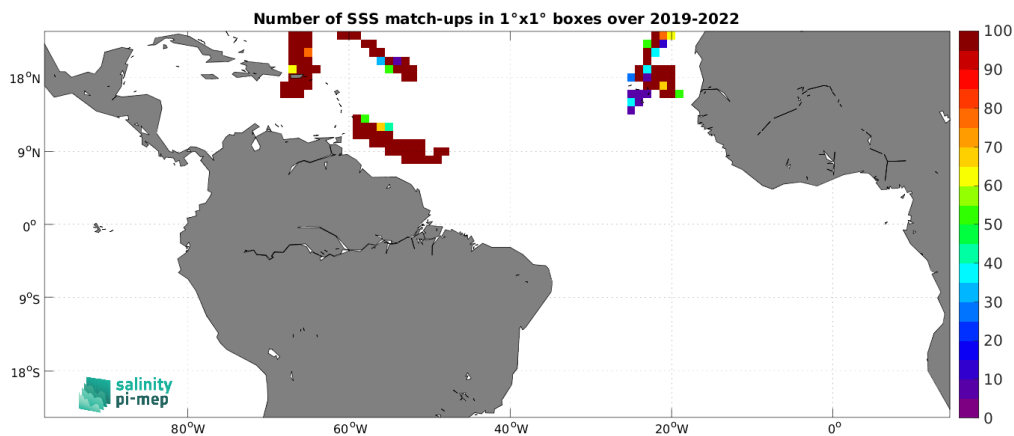 Number of SSS match-ups in 1°x1° boxes over 2019-2022
18°N
9°N
0°
9°S
18°S
80°W
60°W
40°W
20°W
0°
100
90
80
70
60
50
40
30
20
10
0
salinity
pi-mep